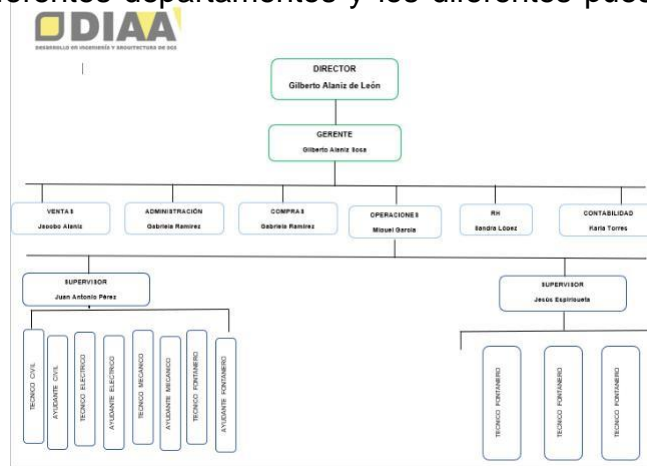 ferentes departamentos y los diferentes pues
DIAA
DESARROLLO EN INGENIERÍA Y ARQUITECTURA DE AGS
DIRECTOR
Gilberto Alaniz de León
GERENTE
Gilberto Alaniz Sosa
VENTAS
Jacobo Alaniz
ADMINISTRACIÓN
Gabriela Ramirez
COMPRAS
Gabriela Ramirez
OPERACIONES
Miguel Garcia
RH
Sandra López
CONTABILIDAD
Karla Torres
SUPERVISOR
Juan Antonio Pérez
SUPERVISOR
Jesús Espiricueta
TECNICO CIVIL
AYUDANTE CIVIL
TECNICO ELECTRICO
AYUDANTE ELECTRICO
TECNICO MECANICO
AYUDANTE MECANICO
TECNICO FONTANERO
AYUDANTE FONTANERO
TECNICO FONTANERO
TECNICO FONTANERO
TECNICO FONTANERO